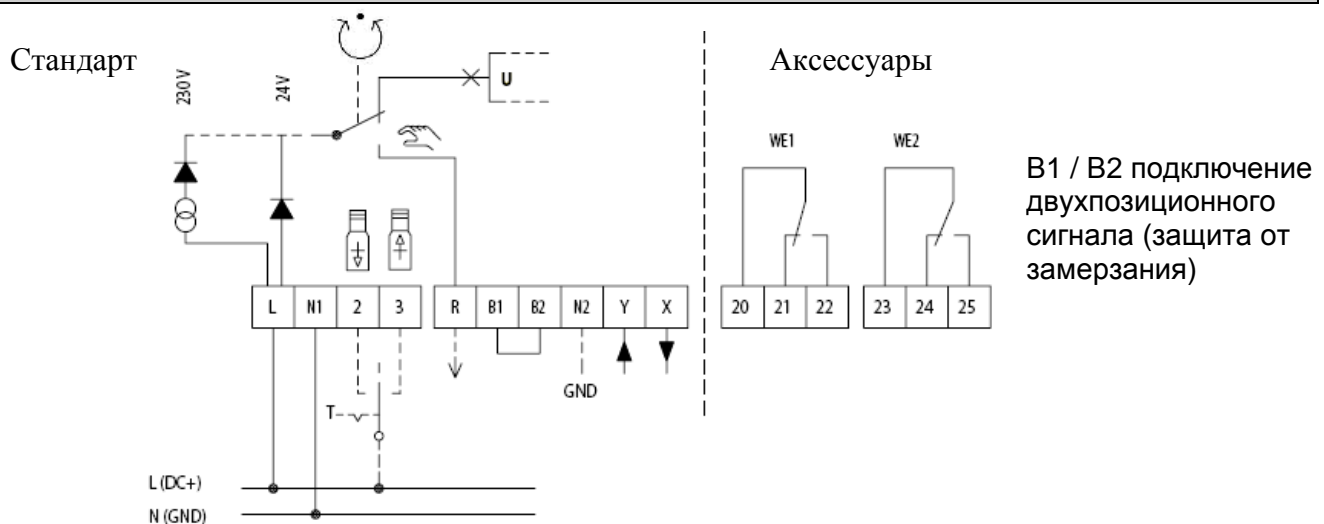 Стандарт
Аксессуары
230V
24V
U
WE1
WE2
B1 / B2 подключение
двухпозиционного
сигнала (защита от
замерзания)
L N1 2 3 R B1 B2 N2 Y X
20 21 22 23 24 25
GND
T
L (DC+)
N (GND)